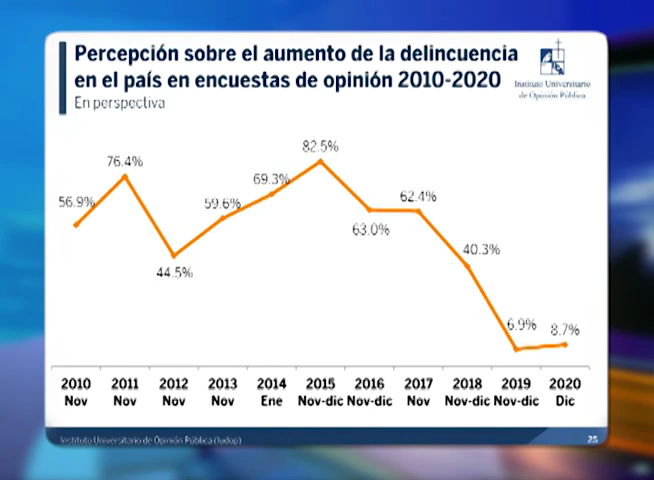 Percepción sobre el aumento de la delincuencia
en el país en encuestas de opinión 2010-2020
En perspectiva
Instituto Universitario
de Opinión Pública
82.5%
76.4%
69.3%
62.4%
56.9%
59.6%
63.0%
44.5%
40.3%
6.9%
8.7%
2010 2011 2012 2013 2014 2015 2016 2017 2018 2019 2020
Nov Nov Nov Nov Ene Nov-dic Nov-dic Nov Nov-dic Nov-dic Dic
Instituto Universitario de Opinión Pública (Iudop)
25